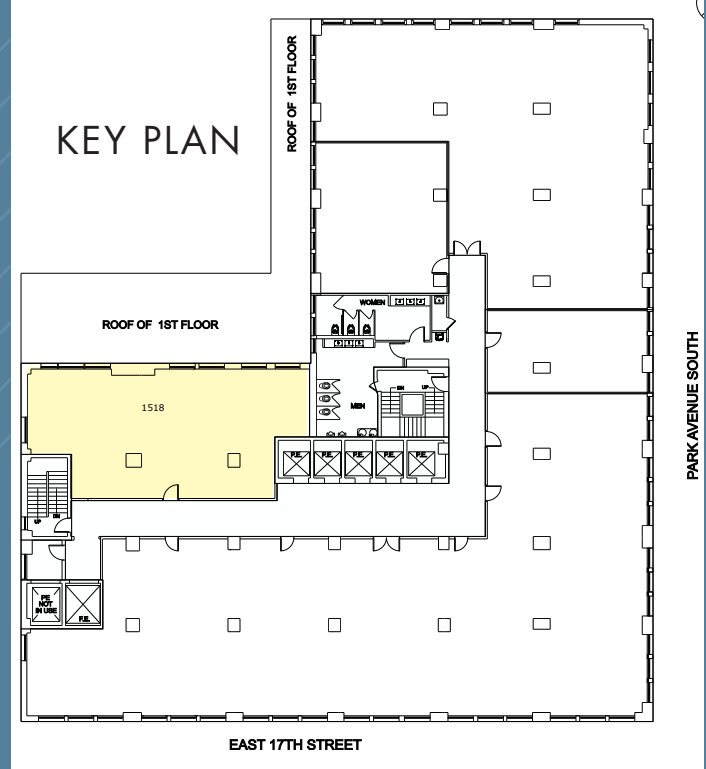 ROOF OF 1ST FLOOR
KEY PLAN
WOMEN
ROOF OF 1ST FLOOR
PARK AVENUE SOUTH
DN
UP
1518
MEN
P.E.
P.E.
P.E.
P.E.
P.E.
UP
DN
PE
NOT
IN USE
F.E.
EAST 17TH STREET